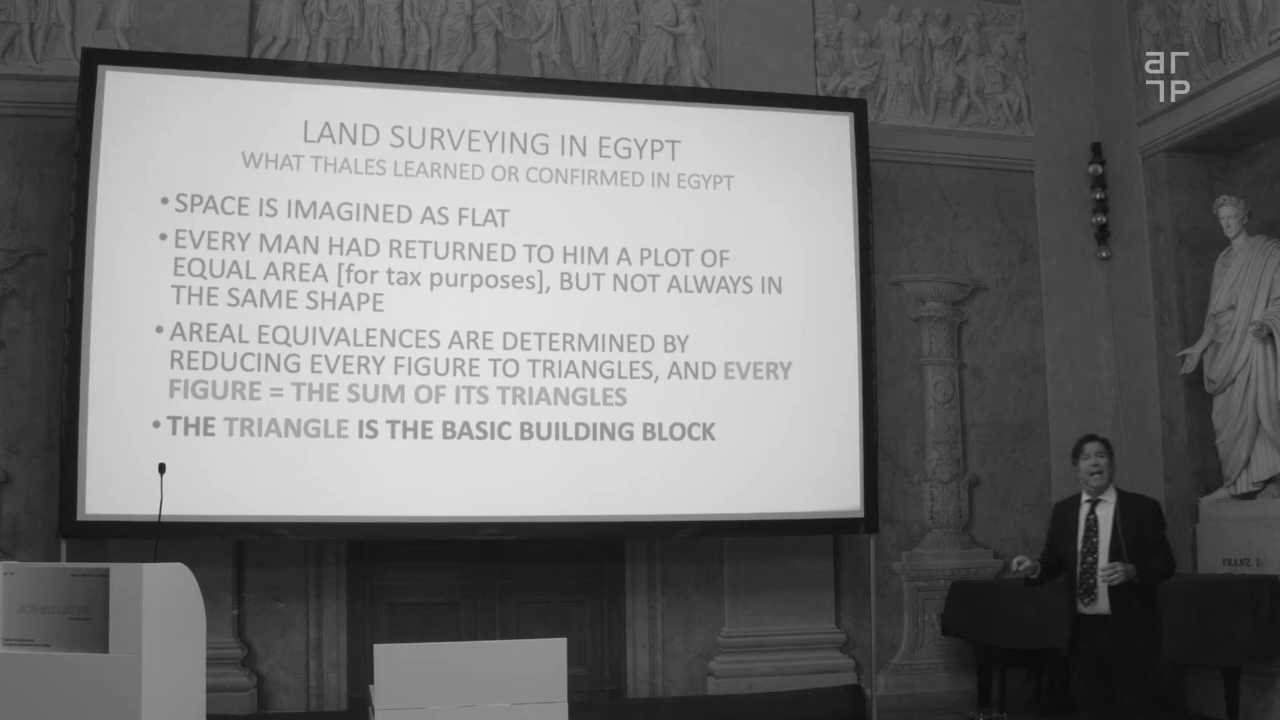 LAND SURVEYING IN EGYPT
WHAT THALES LEARNED OR CONFIRMED IN EGYPT
• SPACE IS IMAGINED AS FLAT
• EVERY MAN HAD RETURNED TO HIM A PLOT OF
EQUAL AREA [for tax purposes], BUT NOT ALWAYS IN
THE SAME SHAPE
• AREAL EQUIVALENCES ARE DETERMINED BY
REDUCING EVERY FIGURE TO TRIANGLES, AND EVERY
FIGURE = THE SUM OF ITS TRIANGLES
• THE TRIANGLE IS THE BASIC BUILDING BLOCK
FRANZ